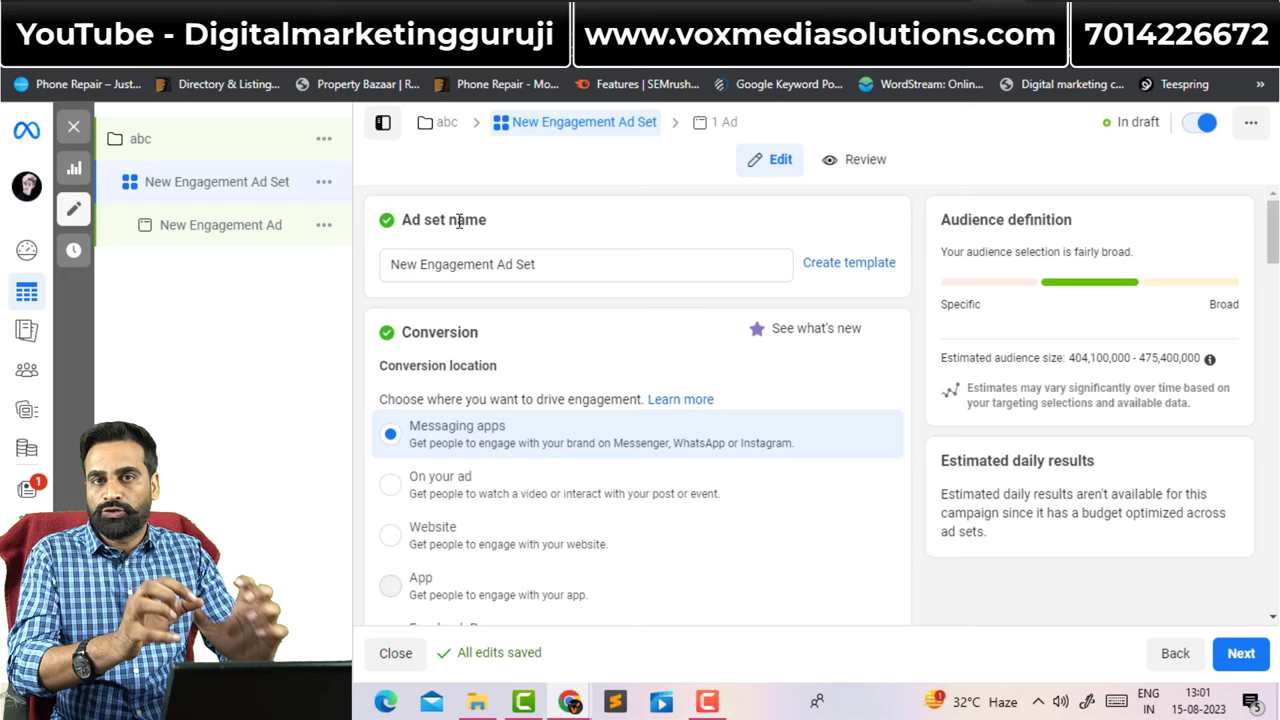 YouTube - Digitalmarketingguruji
www.voxmediasolutions.com
7014226672
Phone Repair – Just...
Directory & Listing...
Property Bazaar | R...
Phone Repair - Mo...
Features | SEMrush...
Google Keyword Po...
WordStream: Onlin...
Digital marketing c...
Teespring
»
abc
New Engagement Ad Set
New Engagement Ad
abc > New Engagement Ad Set > 1 Ad
In draft
Edit
Review
Ad set name
New Engagement Ad Set
Create template
Conversion
See what's new
Conversion location
Choose where you want to drive engagement. Learn more
Messaging apps
Get people to engage with your brand on Messenger, WhatsApp or Instagram.
On your ad
Get people to watch a video or interact with your post or event.
Website
Get people to engage with your website.
App
Get people to engage with your app.
Audience definition
Your audience selection is fairly broad.
Specific
Broad
Estimated audience size: 404,100,000 - 475,400,000
Estimates may vary significantly over time based on
your targeting selections and available data.
Estimated daily results
Estimated daily results aren't available for this
campaign since it has a budget optimized across
ad sets.
1
Close
All edits saved
Back
Next
1
32°C Haze
ENG
IN
13:01
15-08-2023
5